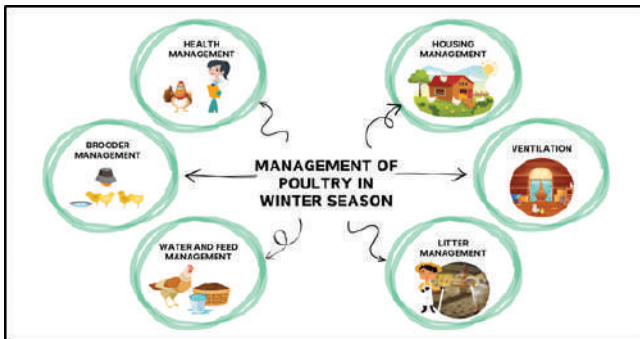 HEALTH
MANAGEMENT
HOUSING
MANAGEMENT
BROODER
MANAGEMENT
VENTILATION
MANAGEMENT OF
POULTRY IN
WINTER SEASON
WATER AND FEED
MANAGEMENT
LITTER
MANAGEMENT